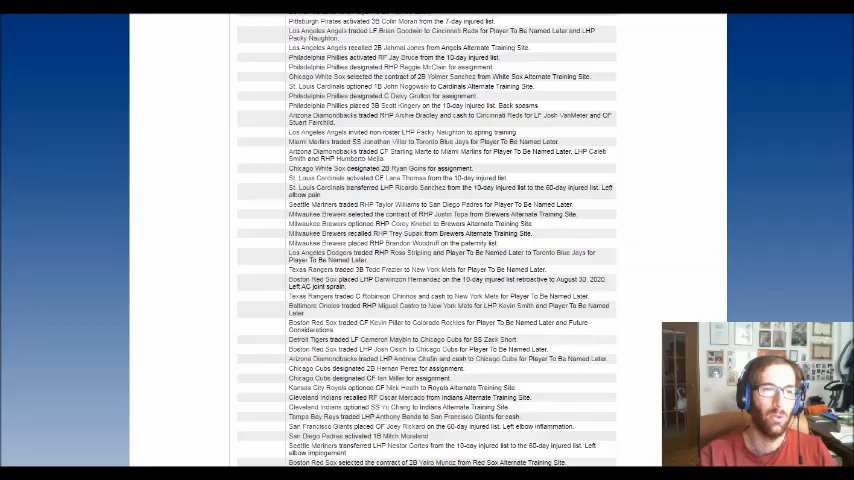 Pittsburgh Pirates activated 3B Colin Moran from the 7-day injured list.
Los Angeles Angels traded LF Brian Goodwin to Cincinnati Reds for Player To Be Named Later and LHP
Packy Naughton.
Los Angeles Angels recalled 2B Jahmai Jones from Angels Alternate Training Site.
Philadelphia Phillies activated RF Jay Bruce from the 10-day injured list.
Philadelphia Phillies designated RHP Reggie McClain for assignment.
Chicago White Sox selected the contract of 2B Yolmer Sanchez from White Sox Alternate Training Site.
St. Louis Cardinals optioned 1B John Nogowski to Cardinals Alternate Training Site.
Philadelphia Phillies designated C Deivy Grullon for assignment.
Philadelphia Phillies placed 3B Scott Kingery on the 10-day injured list. Back spasms
Arizona Diamondbacks traded RHP Archie Bradley and cash to Cincinnati Reds for LF Josh VanMeter and OF
Stuart Fairchild.
Los Angeles Angels invited non-roster LHP Packy Naughton to spring training.
Miami Marlins traded SS Jonathan Villar to Toronto Blue Jays for Player To Be Named Later.
Arizona Diamondbacks traded CF Starling Marte to Miami Marlins for Player To Be Named Later, LHP Caleb
Smith and RHP Humberto Mejia.
Chicago White Sox designated 2B Ryan Goins for assignment.
St. Louis Cardinals activated CF Lane Thomas from the 10-day injured list.
St. Louis Cardinals transferred LHP Ricardo Sanchez from the 10-day injured list to the 60-day injured list. Left
elbow pain
Seattle Mariners traded RHP Taylor Williams to San Diego Padres for Player To Be Named Later.
Milwaukee Brewers selected the contract of RHP Justin Topa from Brewers Alternate Training Site.
Milwaukee Brewers optioned RHP Corey Knebel to Brewers Alternate Training Site
Milwaukee Brewers recalled RHP Trey Supak from Brewers Alternate Training Site.
Milwaukee Brewers placed RHP Brandon Woodruff on the paternity list.
Los Angeles Dodgers traded RHP Ross Stripling and Player To Be Named Later to Toronto Blue Jays for
Player To Be Named Later.
Texas Rangers traded 3B Todd Frazier to New York Mets for Player To Be Named Later.
Boston Red Sox placed LHP Darwinzon Hernandez on the 10-day injured list retroactive to August 30, 2020.
Left AC joint sprain.
Texas Rangers traded C Robinson Chirinos and cash to New York Mets for Player To Be Named Later.
Baltimore Orioles traded RHP Miguel Castro to New York Mets for LHP Kevin Smith and Player To Be Named
Later
Boston Red Sox traded CF Kevin Pillar to Colorado Rockies for Player To Be Named Later and Future
Considerations.
Detroit Tigers traded LF Cameron Maybin to Chicago Cubs for SS Zack Short.
Boston Red Sox traded LHP Josh Osich to Chicago Cubs for Player To Be Named Later.
Arizona Diamondbacks traded LHP Andrew Chafin and cash to Chicago Cubs for Player To Be Named Later.
Chicago Cubs designated 2B Hernan Perez for assignment.
Chicago Cubs designated CF Ian Miller for assignment.
Kansas City Royals optioned CF Nick Heath to Royals Alternate Training Site
Cleveland Indians recalled RF Oscar Mercado from Indians Alternate Training Site.
Cleveland Indians optioned SS Yu Chang to Indians Alternate Training Site.
Tampa Bay Rays traded LHP Anthony Banda to San Francisco Giants for cash.
San Francisco Giants placed OF Joey Rickard on the 60-day injured list. Left elbow inflammation.
San Diego Padres activated 1B Mitch Moreland.
Seattle Mariners transferred LHP Nestor Cortes from the 10-day injured list to the 60-day injured list. Left
elbow impingement
Boston Red Sox selected the contract of 2B Yairo Munoz from Red Sox Alternate Training Site.